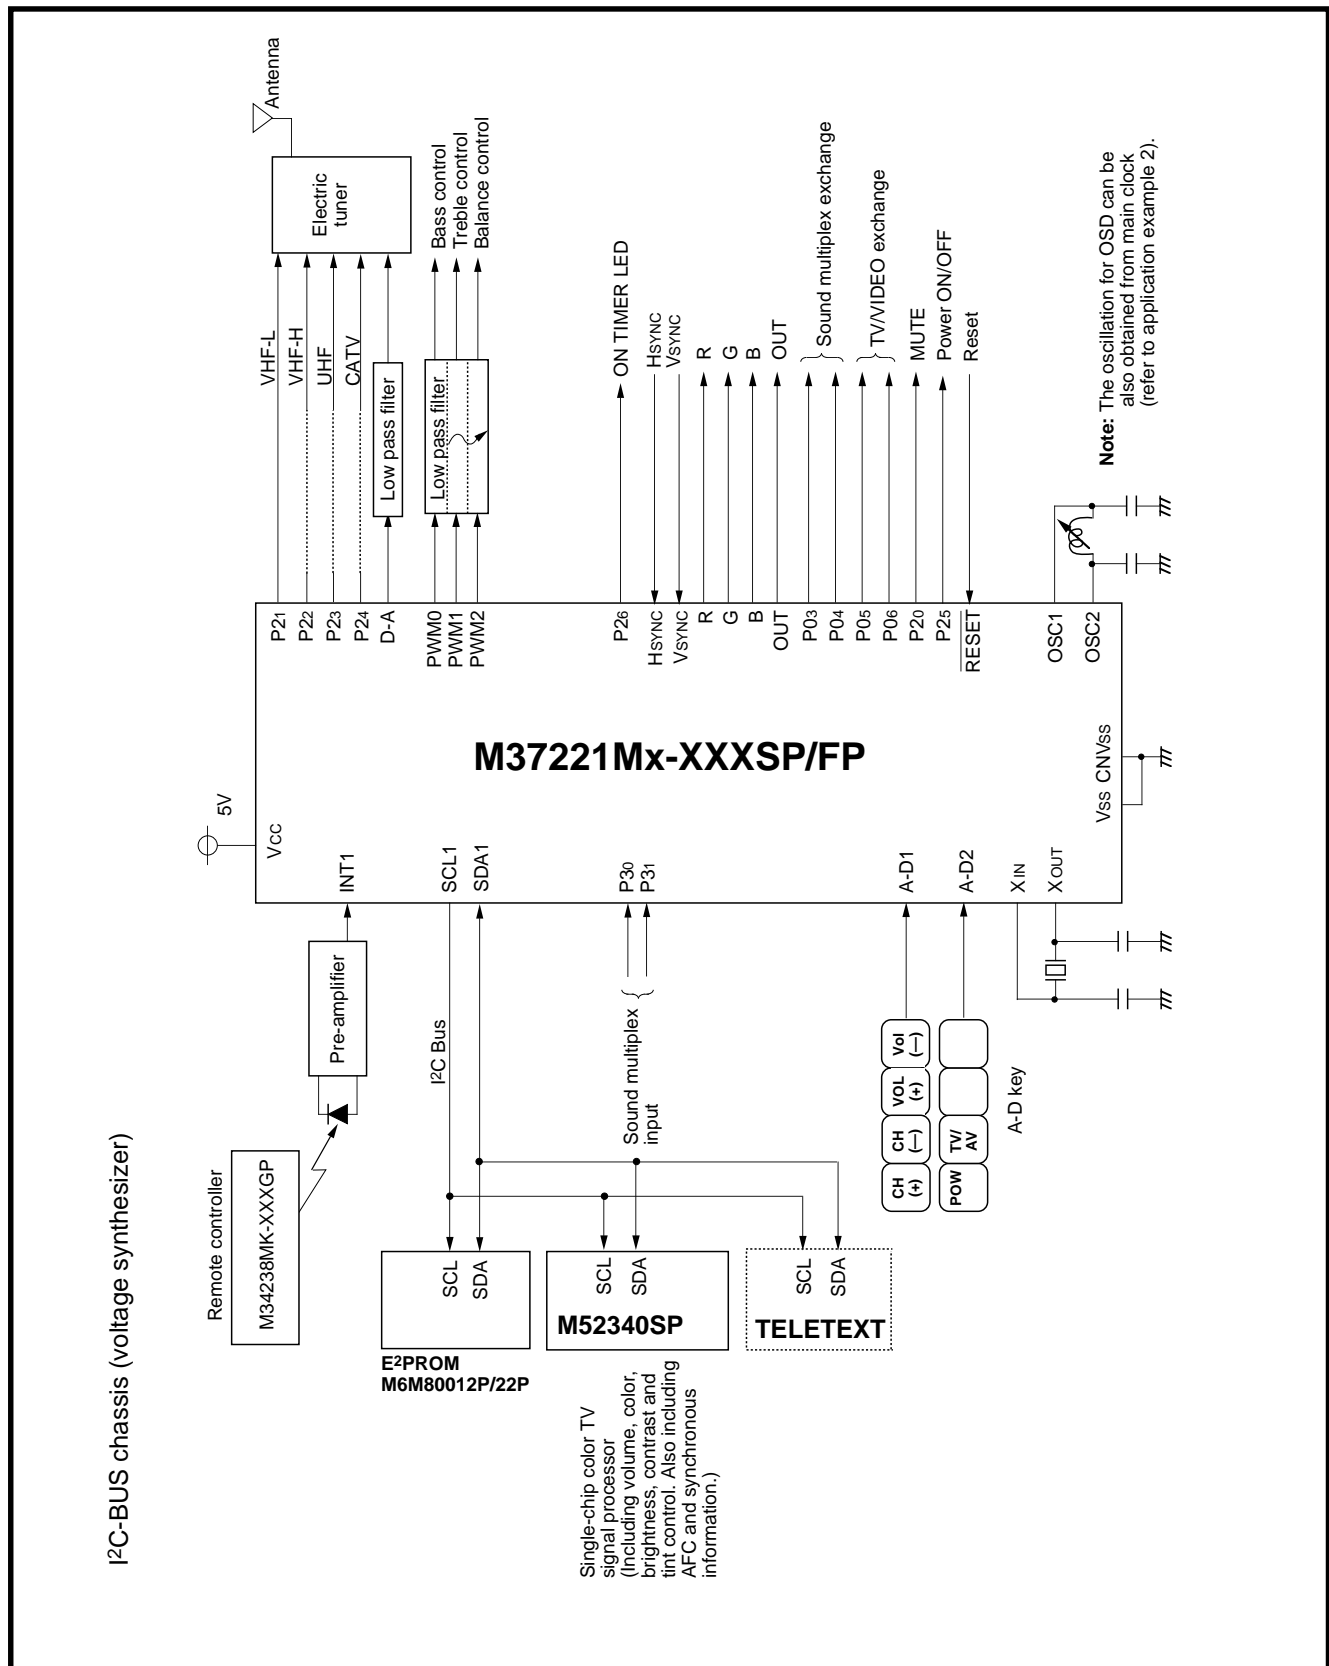 I2C-BUS chassis (voltage synthesizer)
Remote controller
M34238MK-XXXGP
Pre-amplifier
5V
VCC
INT1
I2C Bus
SCL1
SDA1
SCL
SDA
E2PROM
M6M80012P/22P
SCL
SDA
M52340SP
Single-chip color TV
signal processor
(Including volume, color,
brightness, contrast and
tint control. Also including
AFC and synchronous
information.)
SCL
SDA
TELETEXT
Sound multiplex
input
P30
P31
A-D1
A-D2
CH
(+)
CH
(—)
VOL
(+)
Vol
(—)
POW
TV/
AV
A-D key
XIN
XOUT
VSS CNVSS
M37221Mx-XXXSP/FP
P21
P22
P23
P24
D-A
PWM0
PWM1
PWM2
P26
HSYNC
VSYNC
R
G
B
OUT
P03
P04
P05
P06
P20
P25
RESET
OSC1
OSC2
VHF-L
VHF-H
UHF
CATV
Low pass filter
Low pass filter
Electric
tuner
Antenna
Bass control
Treble control
Balance control
ON TIMER LED
HSYNC
VSYNC
R
G
B
OUT
Sound multiplex exchange
TV/VIDEO exchange
MUTE
Power ON/OFF
Reset
Note: The oscillation for OSD can be
also obtained from main clock
(refer to application example 2).